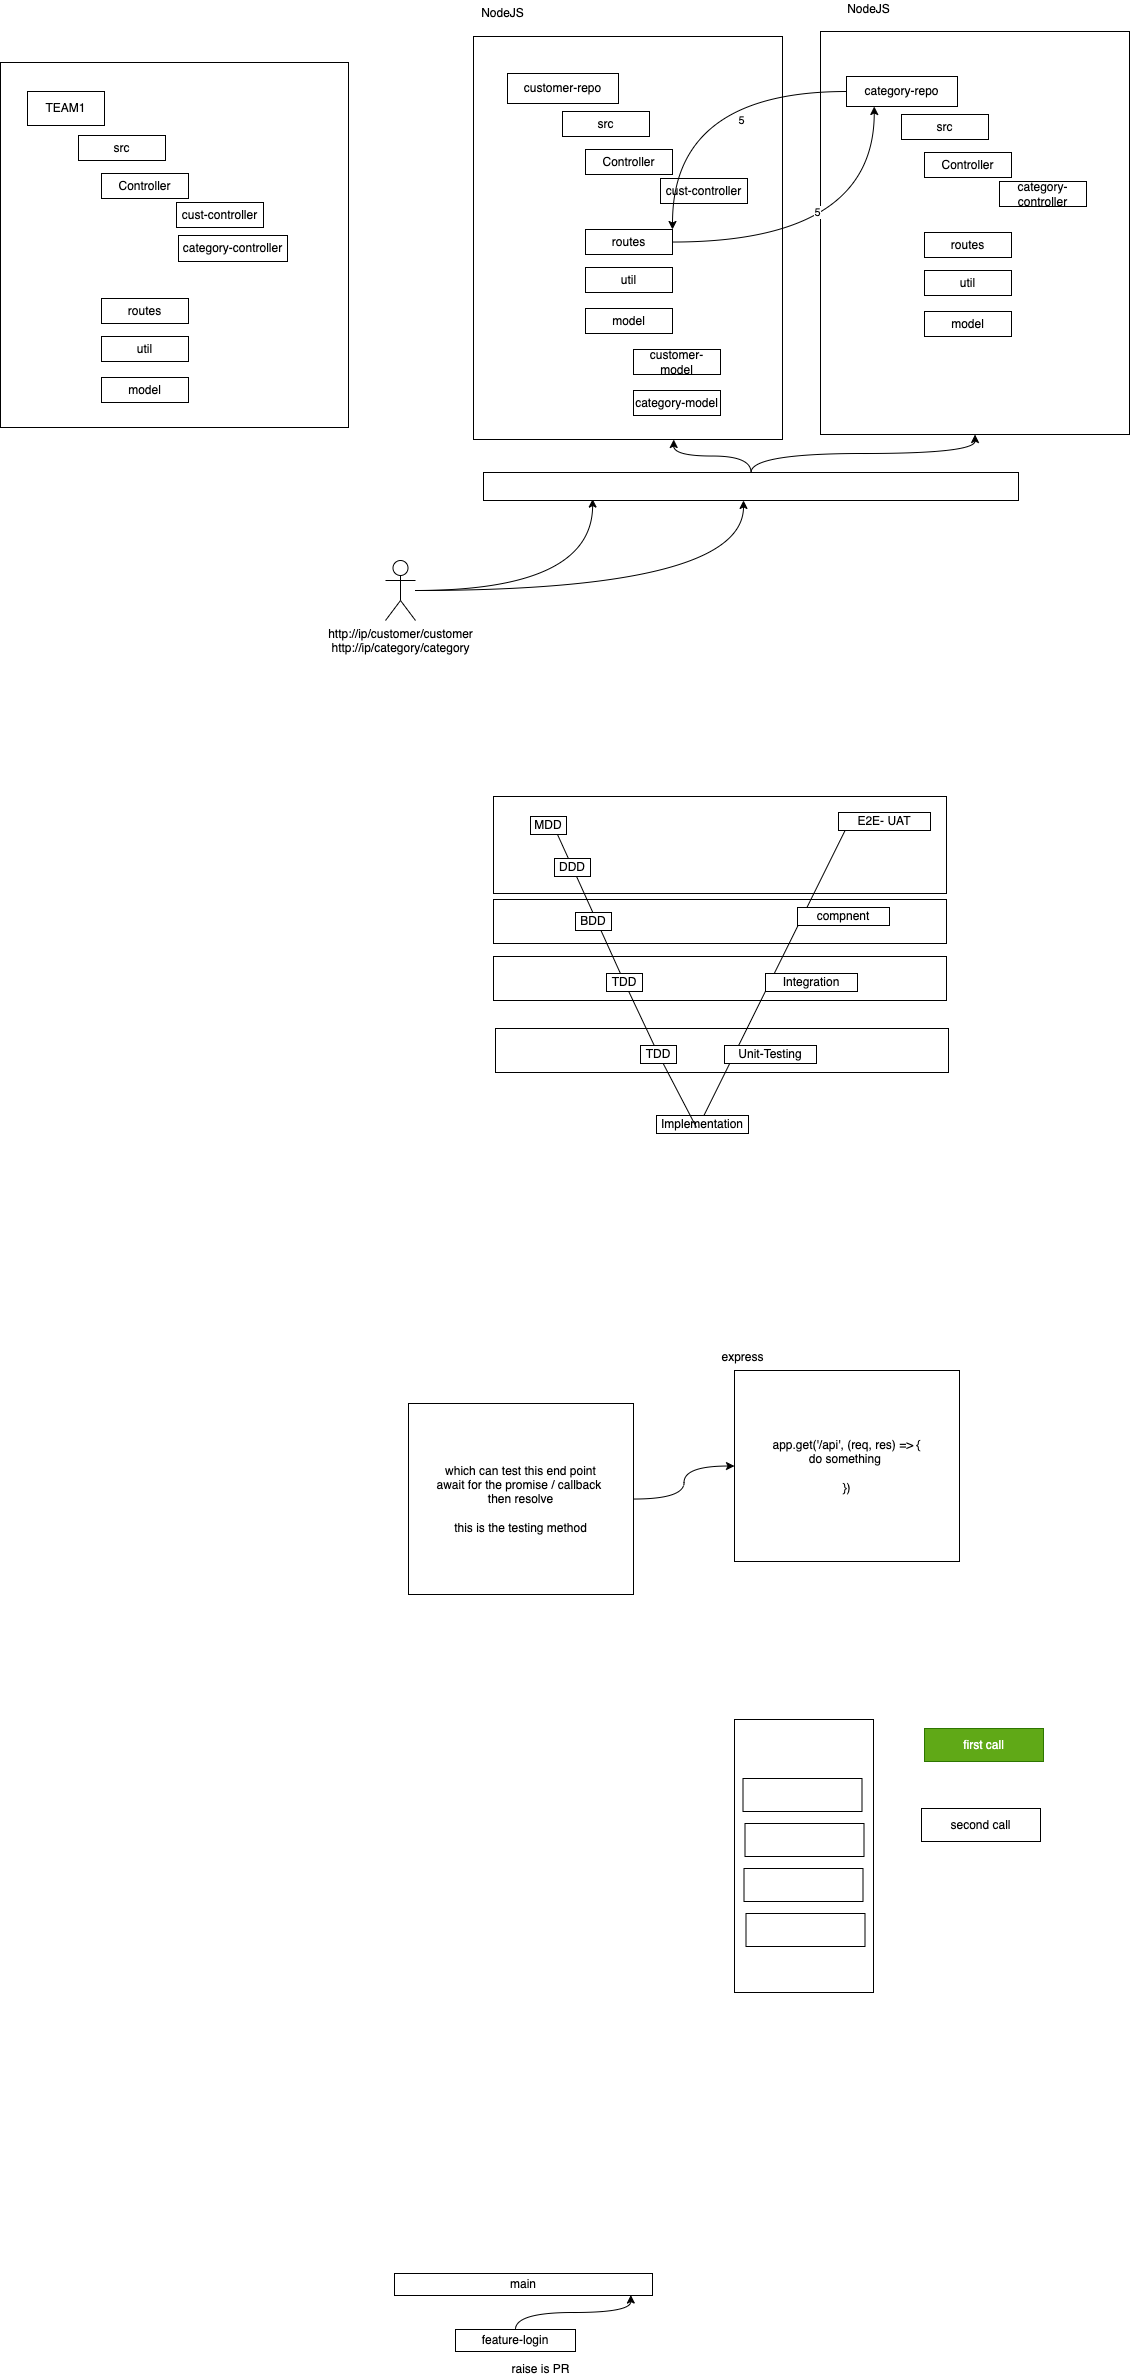 NodeJS
NodeJS
TEAM1
src
Controller
cust-controller
category-controller
routes
util
model
customer-repo
src
Controller
cust-controller
routes
util
model
customer-
model
category-model
5
5
category-repo
src
Controller
category-
controller
routes
util
model
http://ip/customer/customer
http://ip/category/category
MDD
E2E- UAT
DDD
BDD
compnent
TDD
Integration
TDD
Unit-Testing
Implementation
express
which can test this end point
await for the promise / callback
then resolve
this is the testing method
app.get('/api', (req, res) => {
do something
})
first call
second call
main
feature-login
raise is PR